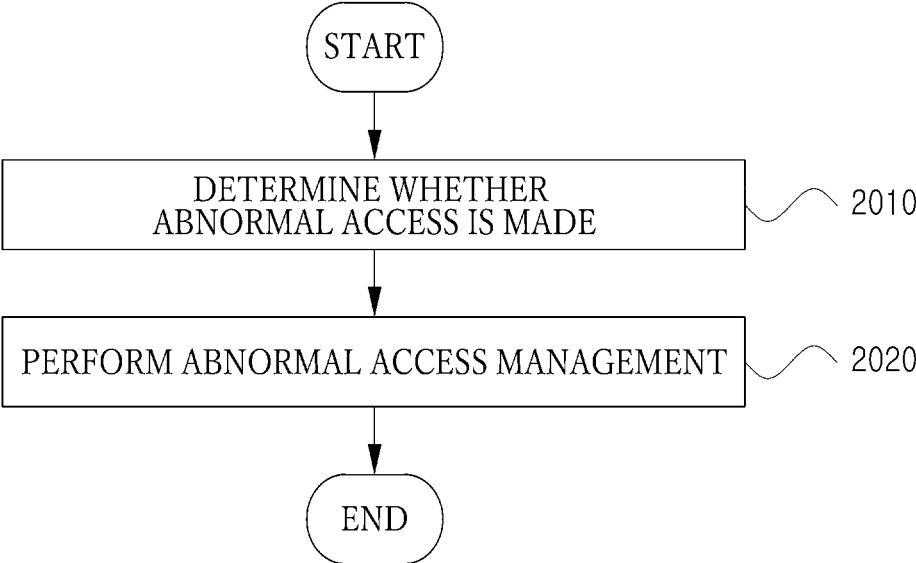 START
DETERMINE WHETHER
ABNORMAL ACCESS IS MADE
2010
PERFORM ABNORMAL ACCESS MANAGEMENT
2020
END